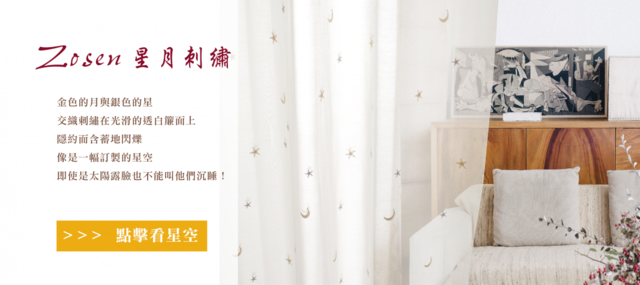 Zosen 星月刺繡
金色的月與銀色的星
交織刺繡在光滑的透白簾面上
隱約而含蓄地閃爍
像是一幅訂製的星空
即使是太陽露臉也不能叫他們沉睡！
>>> 點擊看星空